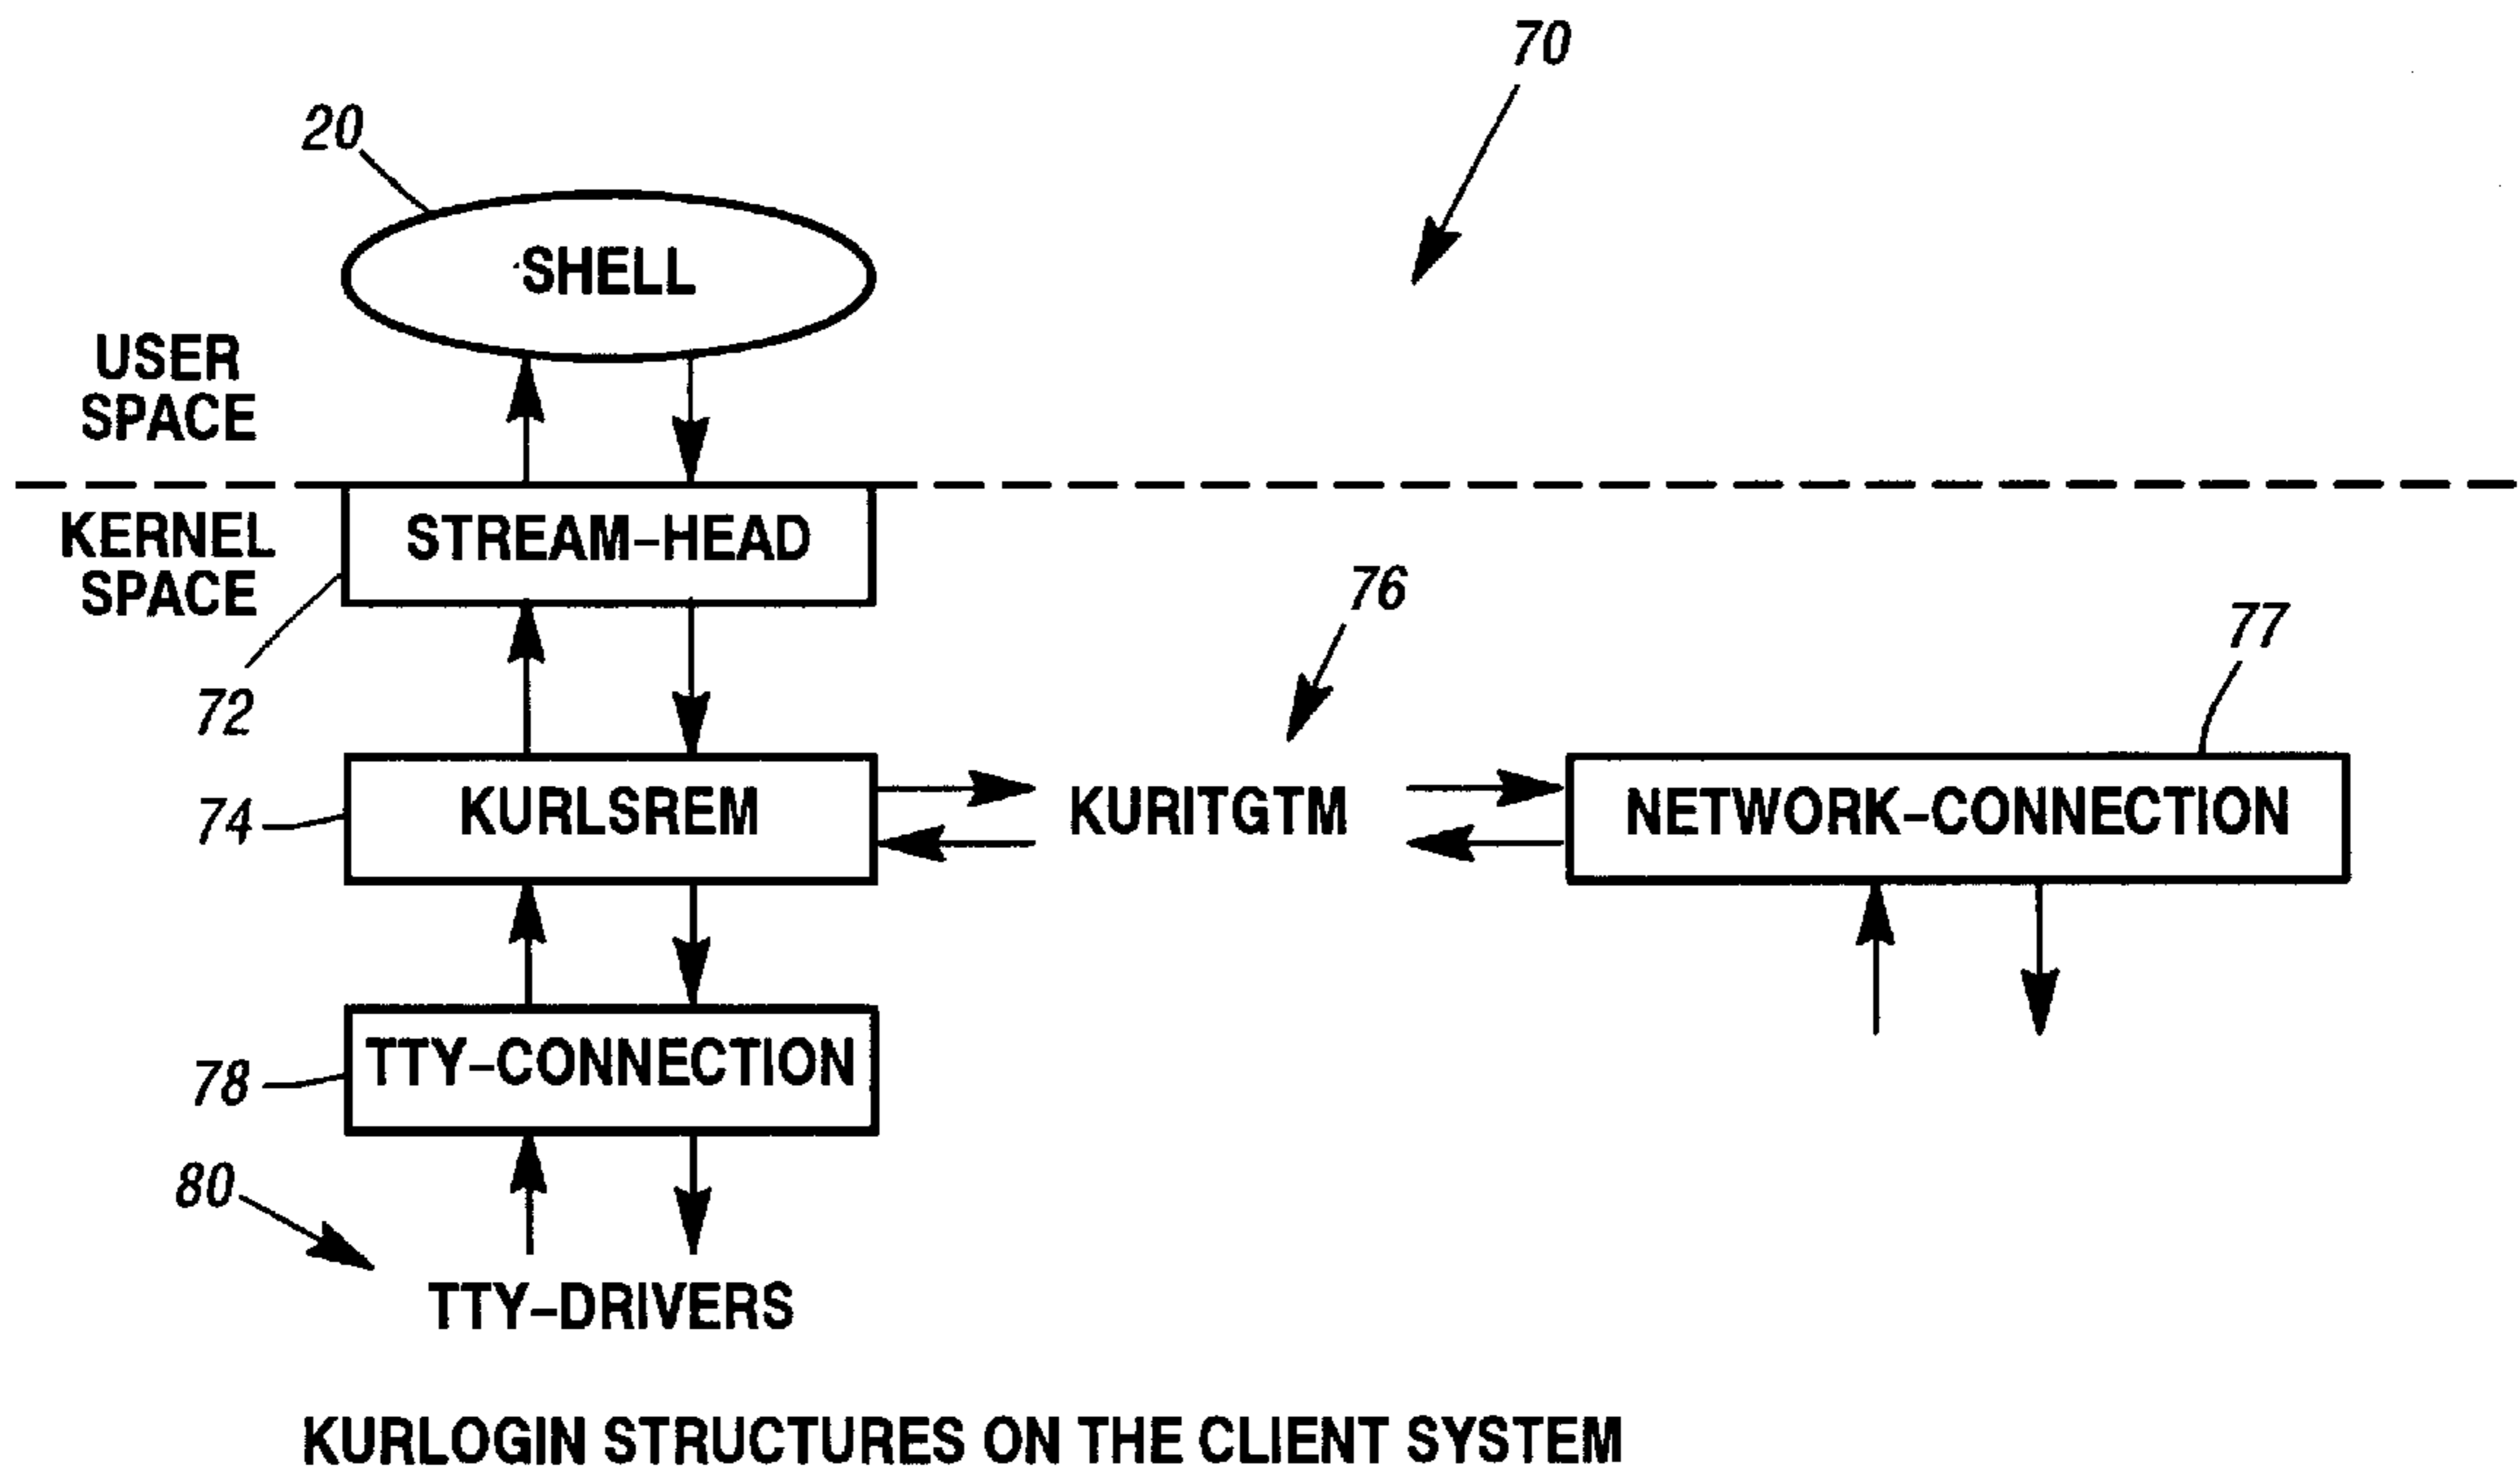 70
20
SHELL
USER
SPACE
KERNEL
SPACE
STREAM-HEAD
72
76
77
74
KURLSREM
KURITGTM
NETWORK-CONNECTION
78
TTY-CONNECTION
80
TTY-DRIVERS
KURLOGIN STRUCTURES ON THE CLIENT SYSTEM